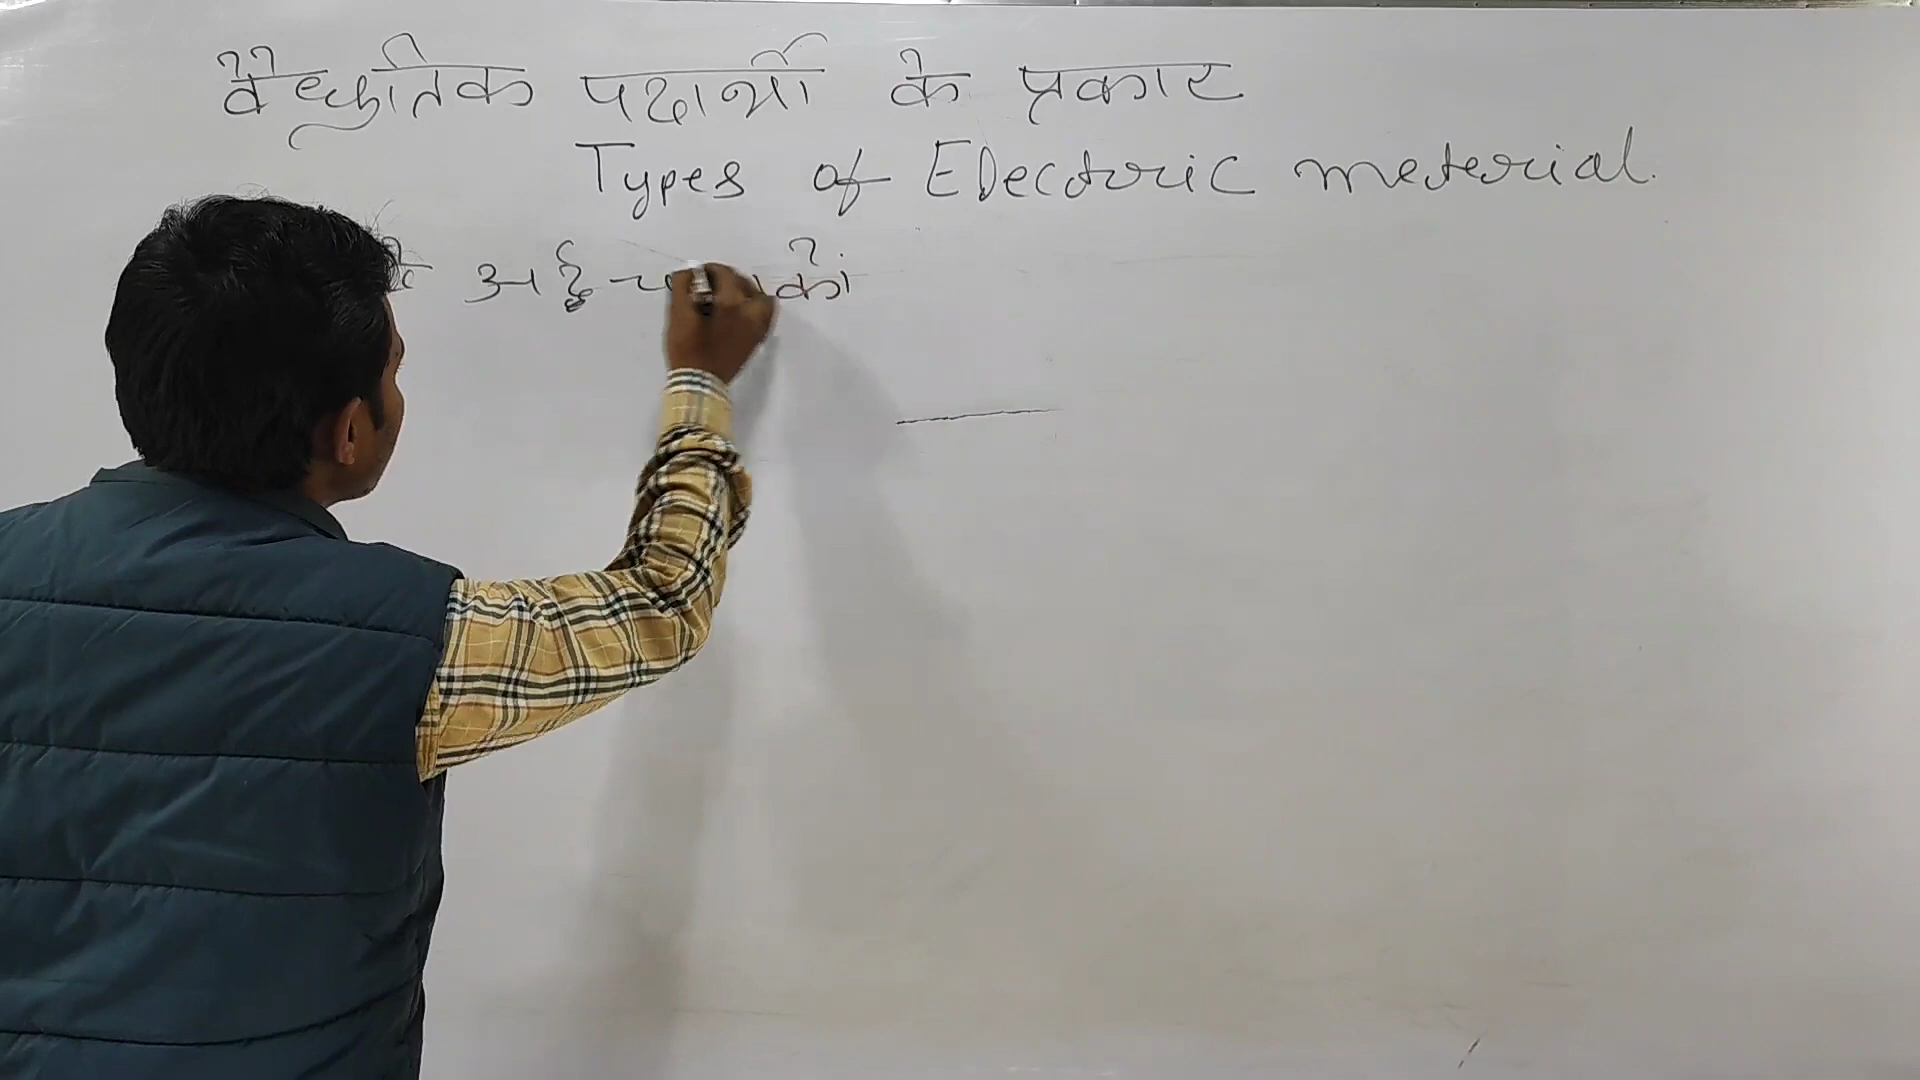 वैधुतिक पदार्थो के प्रकार
Types of Electric meterial.